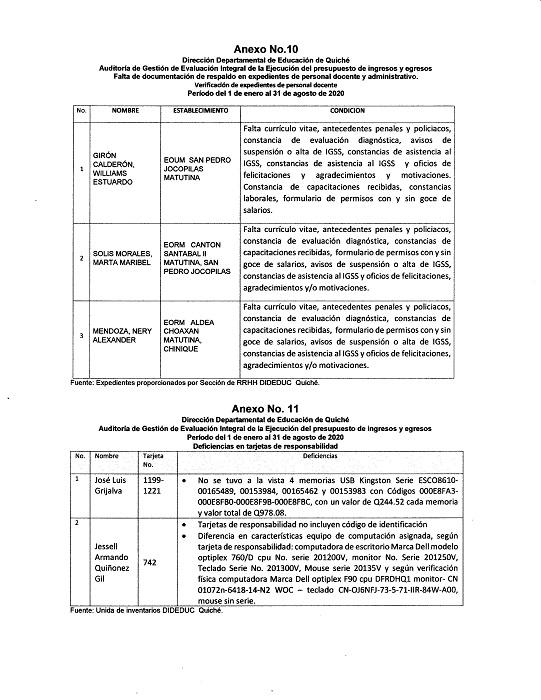 Anexo No.10
Dirección Departamental de Educación de Quiché
Auditoría de Gestión de Evaluación Integral de la Ejecución del presupuesto de ingresos y egresos
Falta de documentación de respaldo en expedientes de personal docente y administrativo.
Verificación de expedientes de personal docente
Periodo del 1 de enero al 31 de agosto de 2020
No. NOMBRE ESTABLECIMIENTO CONDICION
1
GIRÓN
CALDERÓN,
WILLIAMS
ESTUARDO
EOUM SAN PEDRO
JOCOPILAS
MATUTINA
Falta currículo vitae, antecedentes penales y policiacos,
constancia de evaluación diagnóstica, avisos de
suspensión o alta de IGSS, constancias de asistencia al
IGSS, constancias de asistencia al IGSS y oficios de
felicitaciones y agradecimientos y motivaciones.
Constancia de capacitaciones recibidas, constancias
laborales, formulario de permisos con y sin goce de
salarios.
2
SOLIS MORALES,
MARTA MARIBEL
EORM CANTON
SANTABAL II
MATUTINA, SAN
PEDRO JOCOPILAS
Falta currículo vitae, antecedentes penales y policiacos,
constancia de evaluación diagnóstica, constancias de
capacitaciones recibidas, formulario de permisos con y sin
goce de salarios, avisos de suspensión o alta de IGSS,
constancias de asistencia al IGSS y oficios de felicitaciones,
agradecimientos y/o motivaciones.
3
MENDOZA, NERY
ALEXANDER
EORM ALDEA
CHOAXAN
MATUTINA,
CHINIQUE
Falta currículo vitae, antecedentes penales y policiacos,
constancia de evaluación diagnóstica, constancias de
capacitaciones recibidas, formulario de permisos con y sin
goce de salarios, avisos de suspensión o alta de IGSS,
constancias de asistencia al IGSS y oficios de felicitaciones,
agradecimientos y/o motivaciones.
Fuente: Expedientes proporcionados por Sección de RRHH DIDEDUC Quiché.
Anexo No. 11
Dirección Departamental de Educación de Quiché
Auditoría de Gestión de Evaluación Integral de la Ejecución del presupuesto de ingresos y egresos
Periodo del 1 de enero al 31 de agosto de 2020
Deficiencias en tarjetas de responsabilidad
No. Nombre Tarjeta No. Deficiencias
1
José Luis
Grijalva
1199-
1221
• No se tuvo a la vista 4 memorias USB Kingston Serie ESCO8610-
00165489, 00153984, 00165462 y 00153983 con Códigos 000E8FA3-
000E8FB0-000E8F9B-000E8FBC, con un valor de Q244.52 cada memoria
y valor total de Q978.08.
2
Jessell
Armando
Quiñonez
Gil
742
• Tarjetas de responsabilidad no incluyen código de identificación
• Diferencia en características equipo de computación asignada, según
tarjeta de responsabilidad: computadora de escritorio Marca Dell modelo
optiplex 760/D cpu No. serie 201200V, monitor No. Serie 201250V,
Teclado Serie No. 201300V, Mouse serie 20135V y según verificación
física computadora Marca Dell optiplex F90 cpu DFRDHQ1 monitor- CN
01072n-6418-14-N2 WOC – teclado CN-OJ6NFJ-73-5-71-IIR-84W-A00,
mouse sin serie.
Fuente: Unida de inventarios DIDEDUC Quiché.